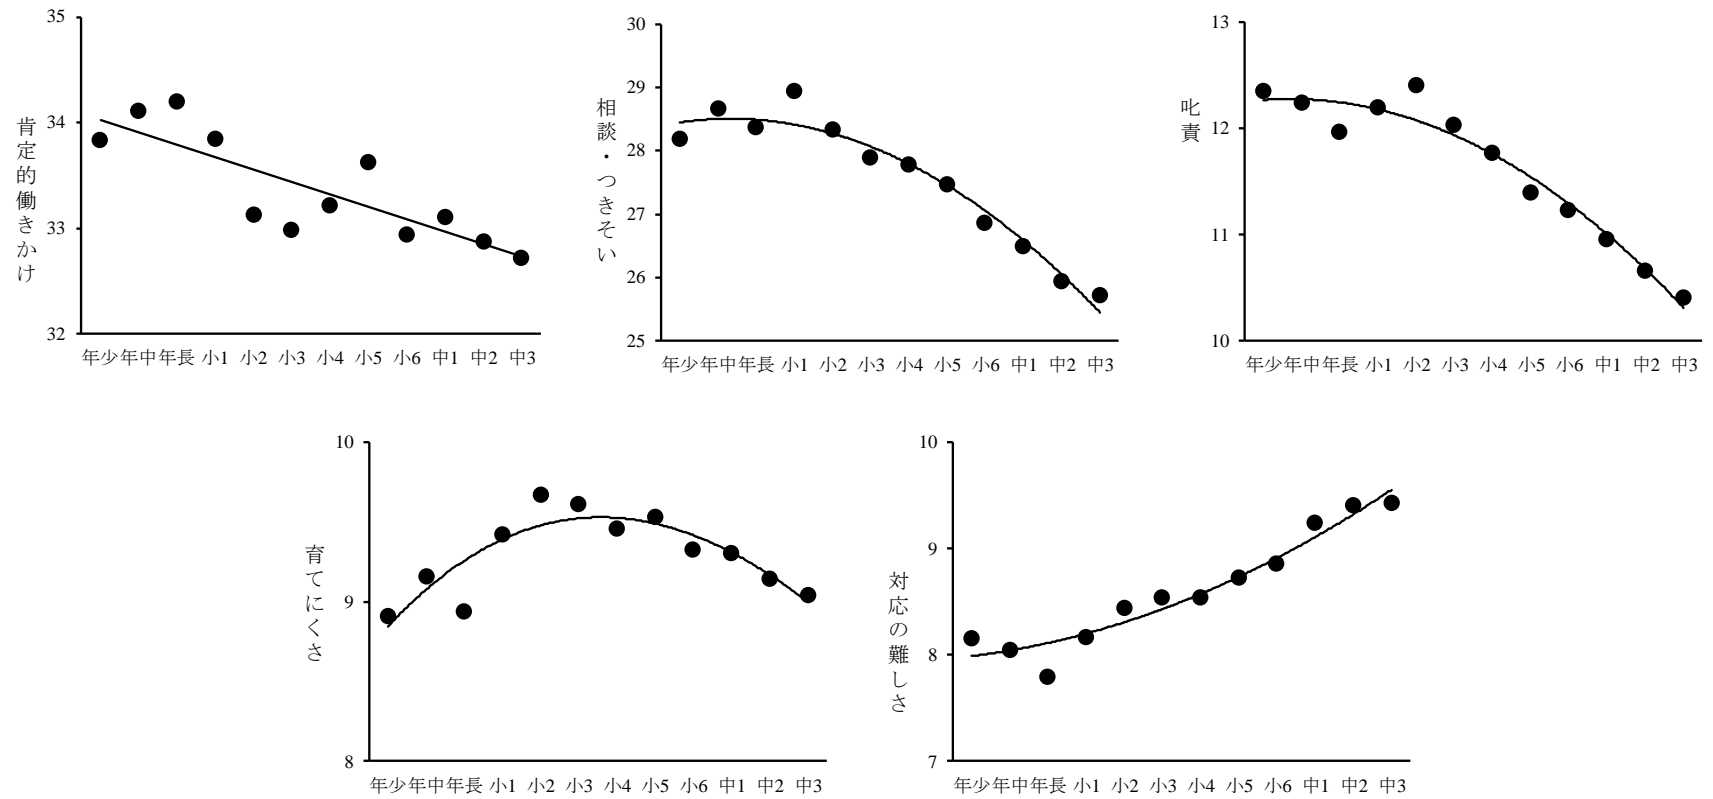 肯定的働きかけ
35
34
33
32
年少 年中 年長 小1 小2 小3 小4 小5 小6 中1 中2 中3
相談・つきそい
30
29
28
27
26
25
年少 年中 年長 小1 小2 小3 小4 小5 小6 中1 中2 中3
叱責
13
12
11
10
年少 年中 年長 小1 小2 小3 小4 小5 小6 中1 中2 中3
育てにくさ
10
9
8
年少 年中 年長 小1 小2 小3 小4 小5 小6 中1 中2 中3
対応の難しさ
10
9
8
7
年少 年中 年長 小1 小2 小3 小4 小5 小6 中1 中2 中3